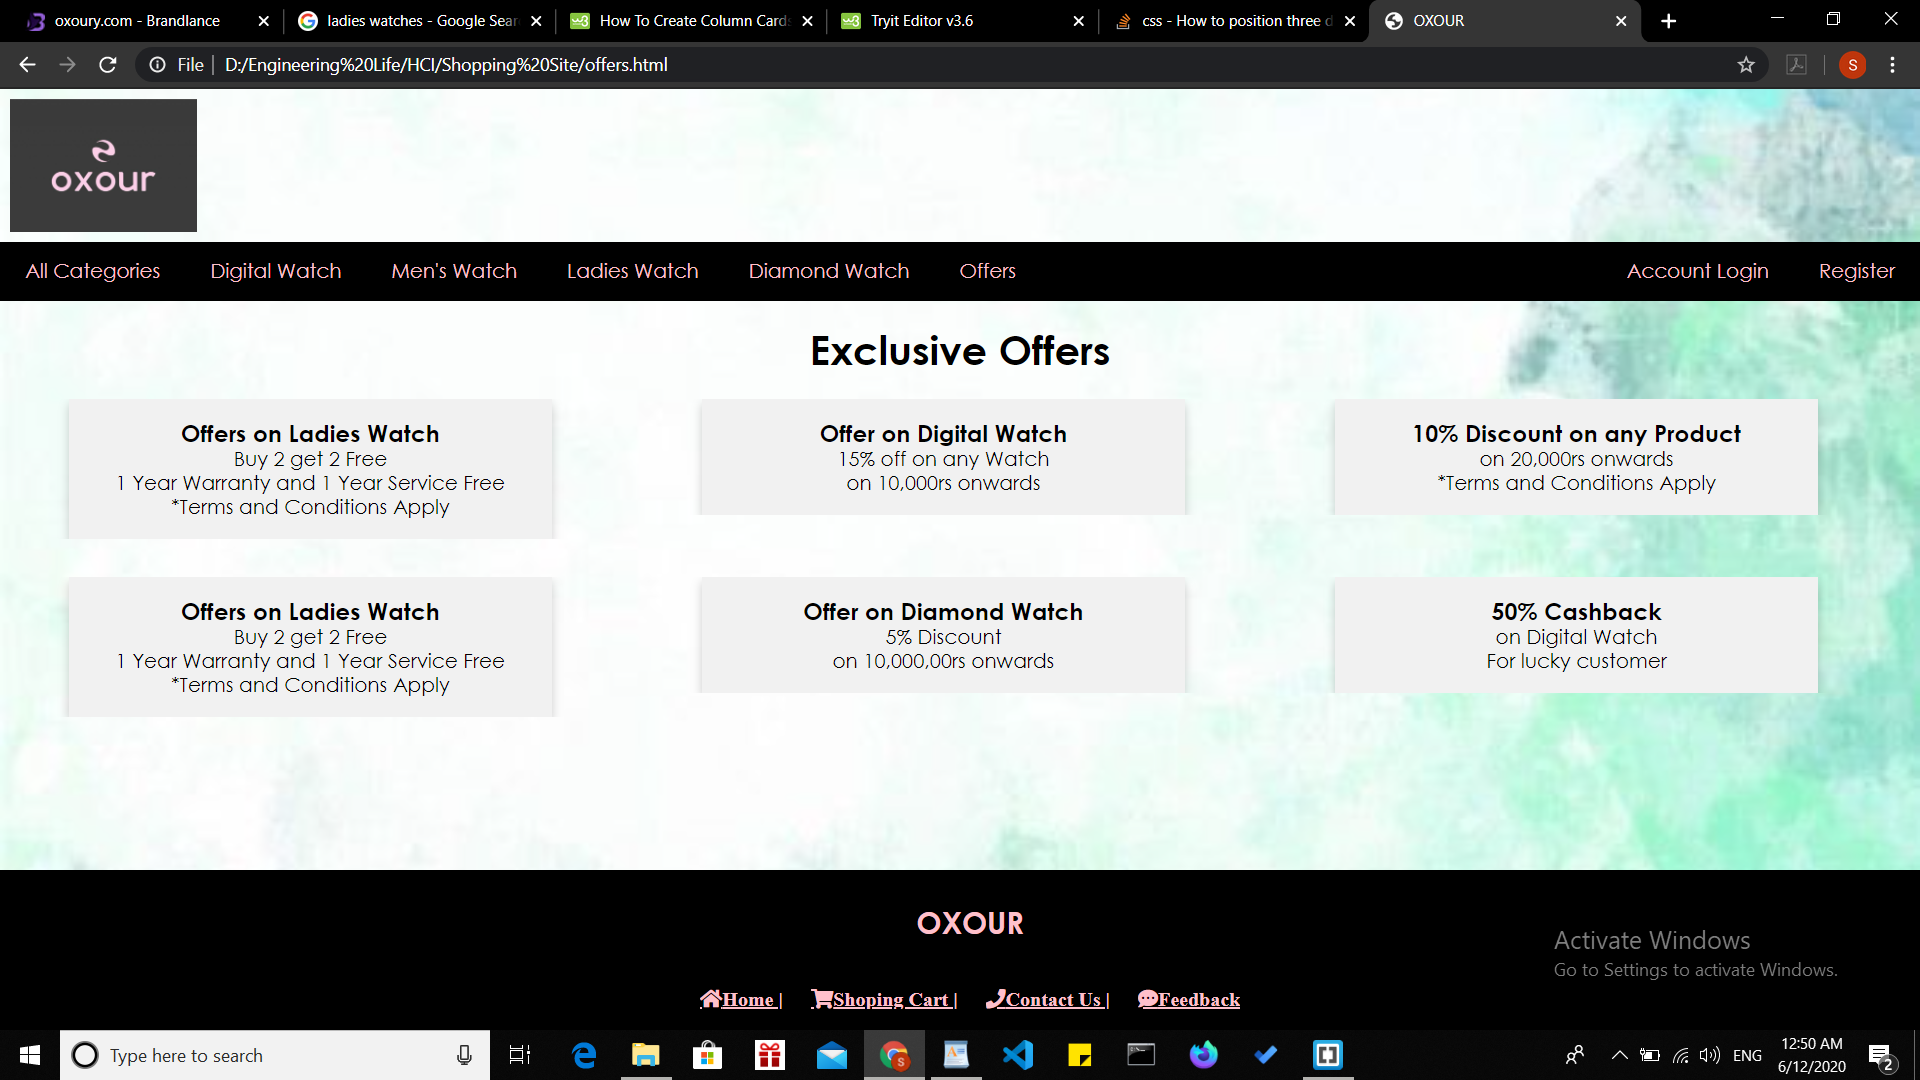 oxoury.com - Brandlance
ladies watches - Google Sear
How To Create Column Cards
Tryit Editor v3.6
css - How to position three d
OXOUR
File
D:/Engineering%20Life/HCI/Shopping%20Site/offers.html
S
oxour
All Categories
Digital Watch
Men's Watch
Ladies Watch
Diamond Watch
Offers
Account Login
Register
Exclusive Offers
Offers on Ladies Watch
Buy 2 get 2 Free
1 Year Warranty and 1 Year Service Free
*Terms and Conditions Apply
Offer on Digital Watch
15% off on any Watch
on 10,000rs onwards
10% Discount on any Product
on 20,000rs onwards
*Terms and Conditions Apply
Offers on Ladies Watch
Buy 2 get 2 Free
1 Year Warranty and 1 Year Service Free
*Terms and Conditions Apply
Offer on Diamond Watch
5% Discount
on 10,000,00rs onwards
50% Cashback
on Digital Watch
For lucky customer
OXOUR
Home |
Shoping Cart |
Contact Us |
Feedback
Activate Windows
Go to Settings to activate Windows.
Type here to search
S
ENG
12:50 AM
6/12/2020
2